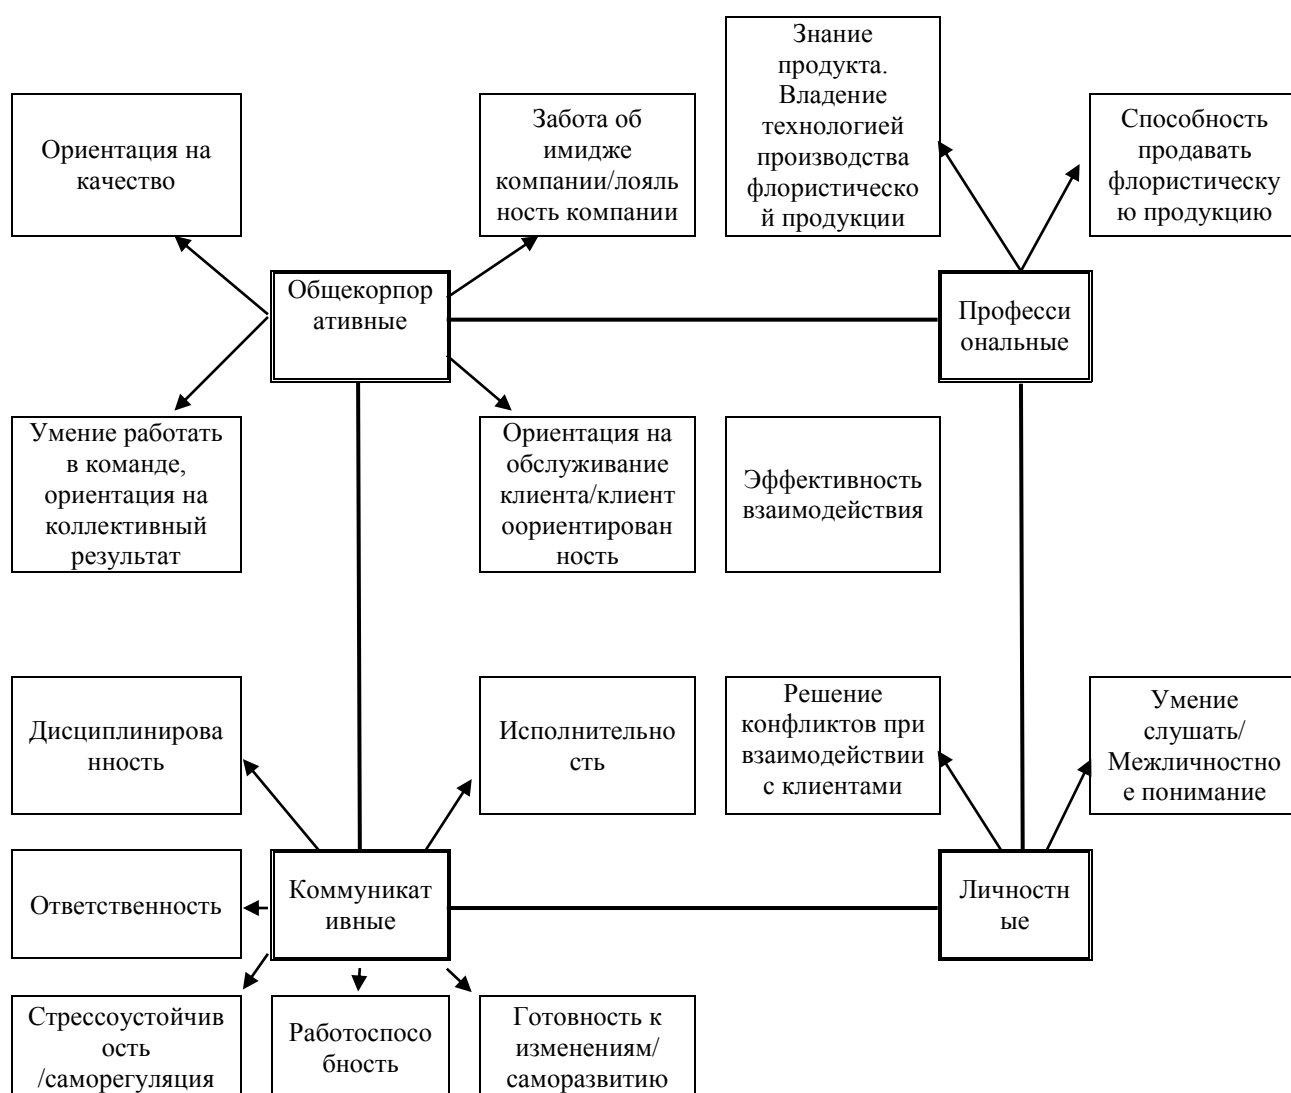 Знание
продукта.
Владение
технологией
производства
флористическо
й продукции
Ориентация на
качество
Забота об
имидже
компании/лояль
ность компании
Способность
продавать
флористическу
ю продукцию
Общекорпор
ативные
Професси
ональные
Умение работать
в команде,
ориентация на
коллективный
результат
Ориентация на
обслуживание
клиента/клиент
оориентирован
ность
Эффективность
взаимодействия
Дисциплинирова
нность
Исполнительно
сть
Решение
конфликтов при
взаимодействии
с клиентами
Умение
слушать/
Межличностно
е понимание
Ответственность
Коммуникат
ивные
Личностн
ые
Стрессоустойчив
ость
/саморегуляция
Работоспосо
бность
Готовность к
изменениям/
саморазвитию